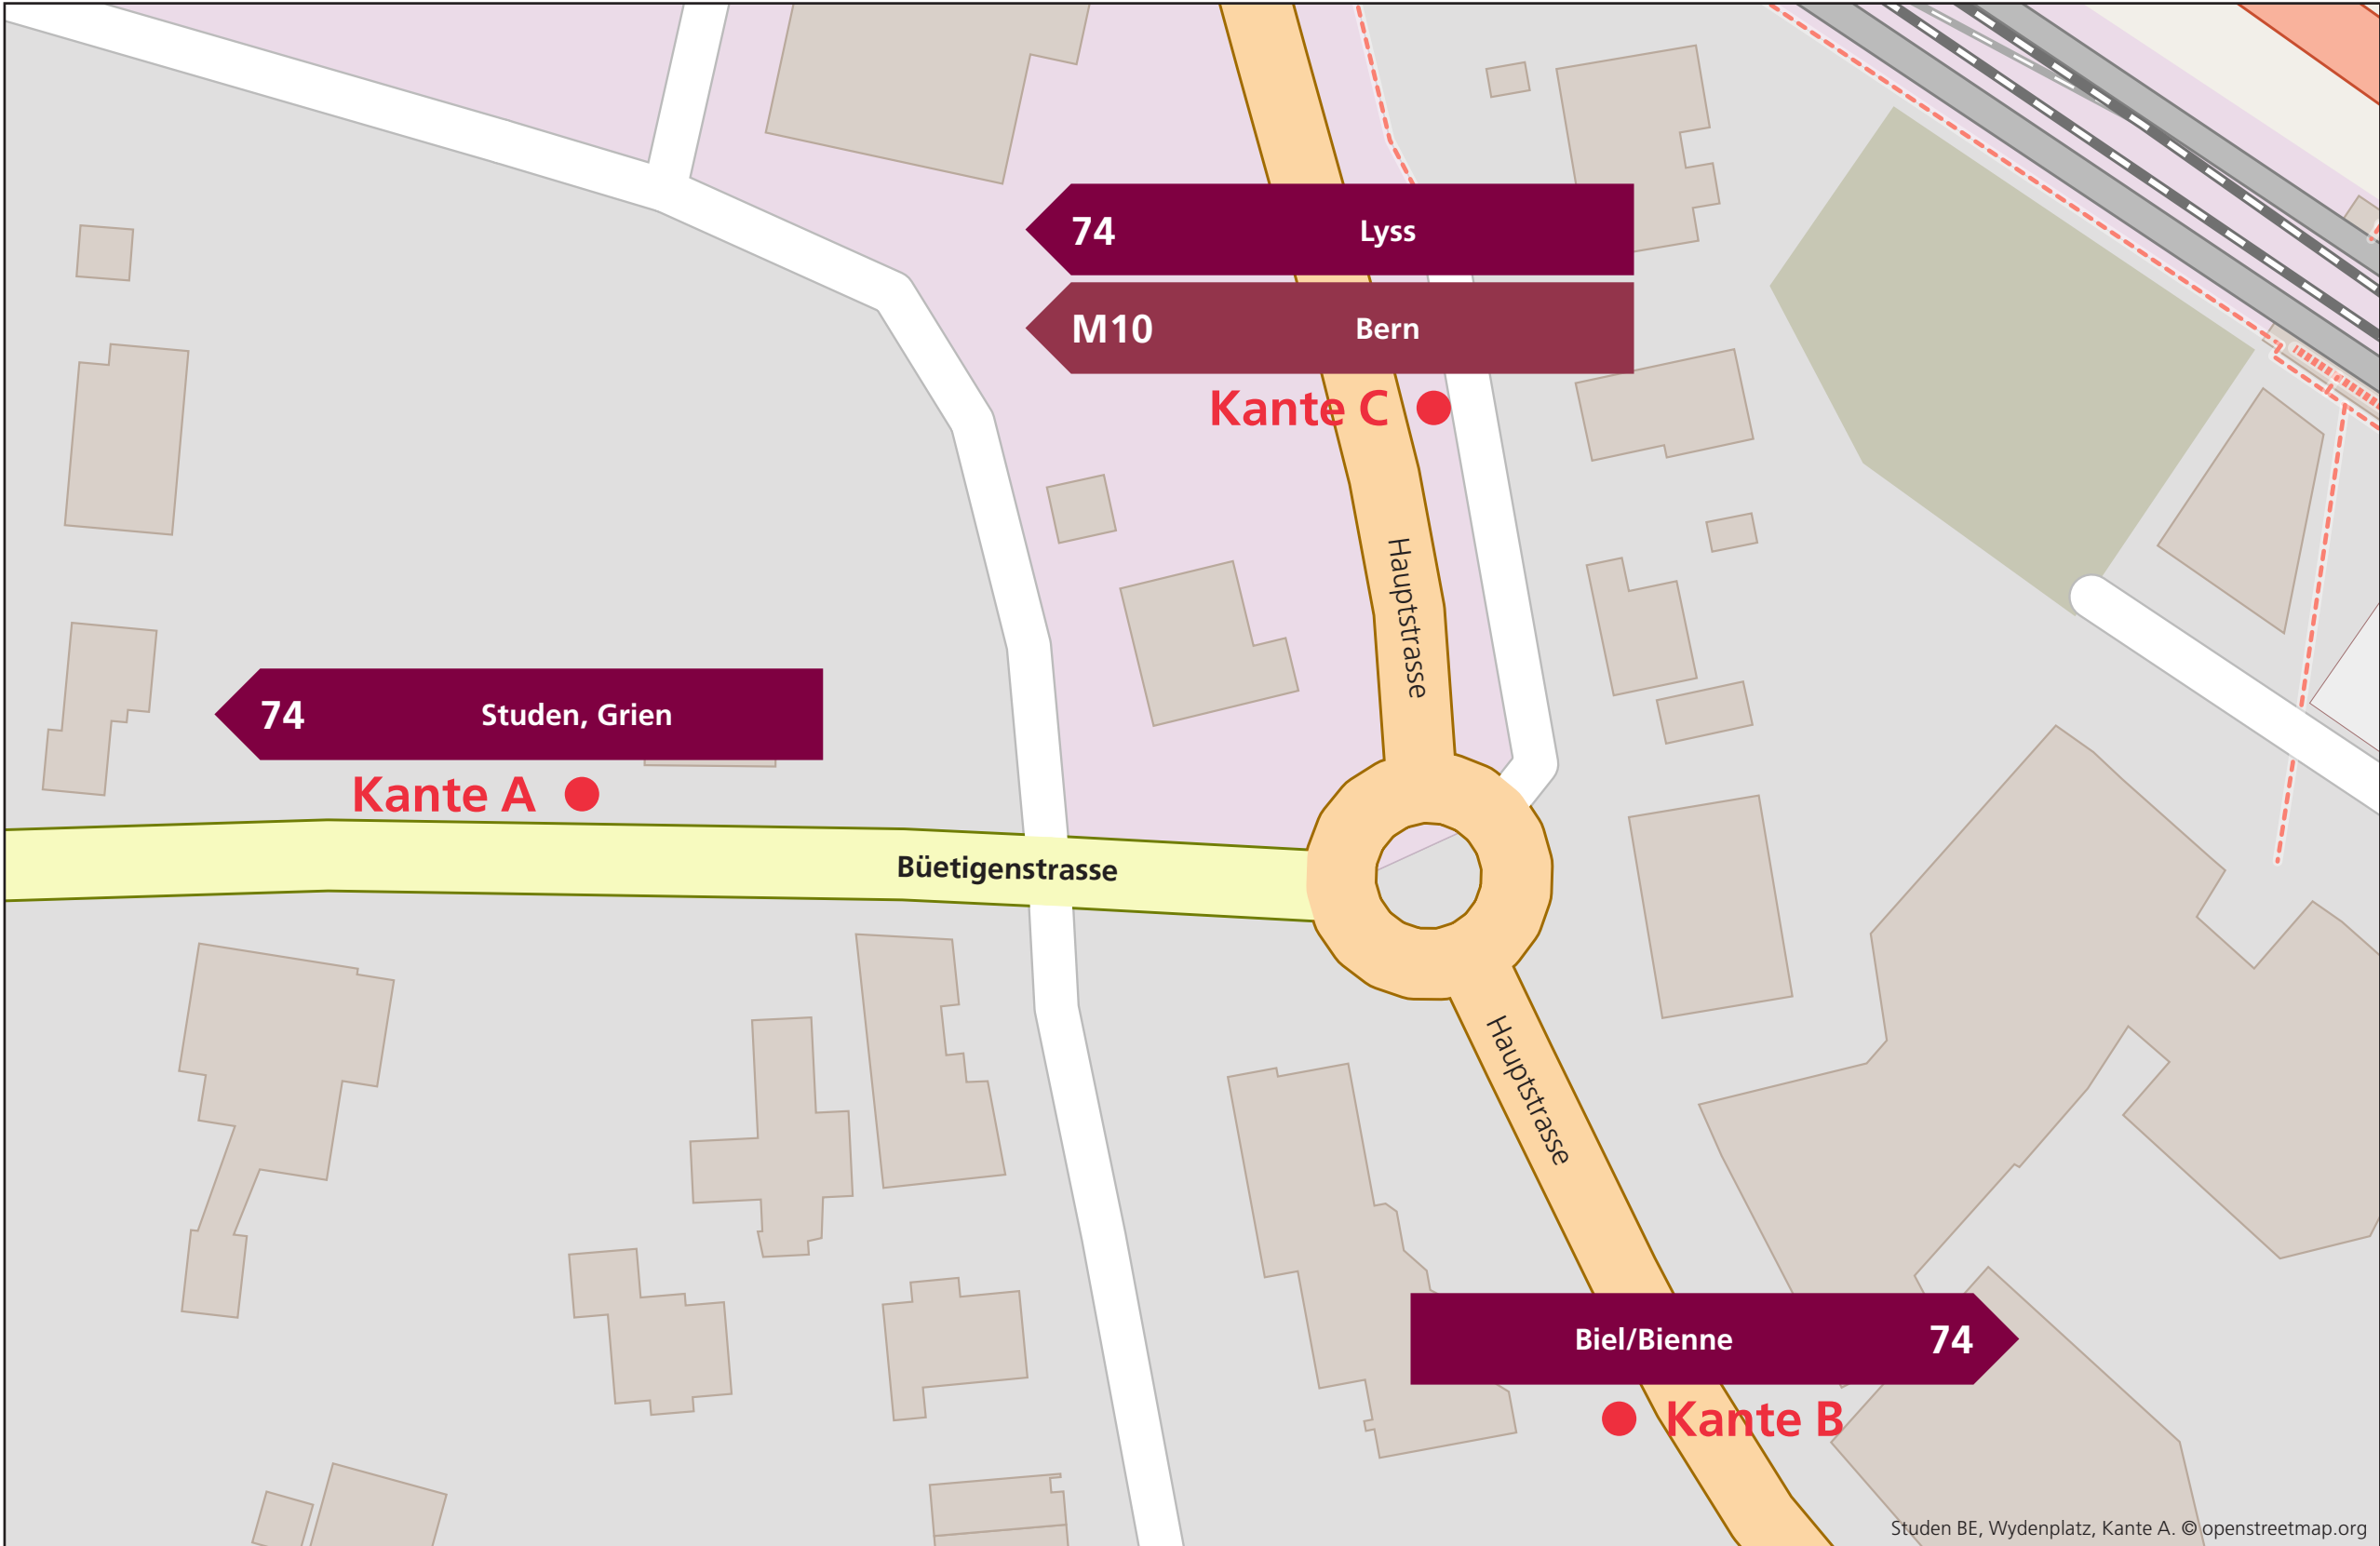 74 Lyss
M10 Bern
Kante C
Hauptstrasse
74 Studen, Grien
Kante A
Büetigenstrasse
Hauptstrasse
Biel/Bienne 74
Kante B
Studen BE, Wydenplatz, Kante A. © openstreetmap.org